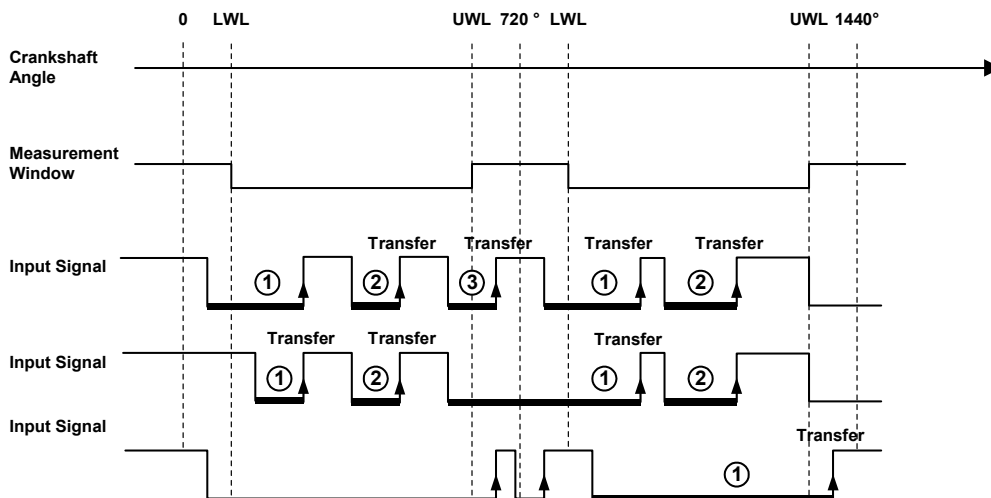 0 LWL UWL 720 ° LWL UWL 1440°
Crankshaft
Angle
Measurement
Window
Transfer Transfer Transfer Transfer
Input Signal
1 2 3 1 2
Transfer Transfer Transfer
Input Signal
1 2 1 2
Input Signal
Transfer
1